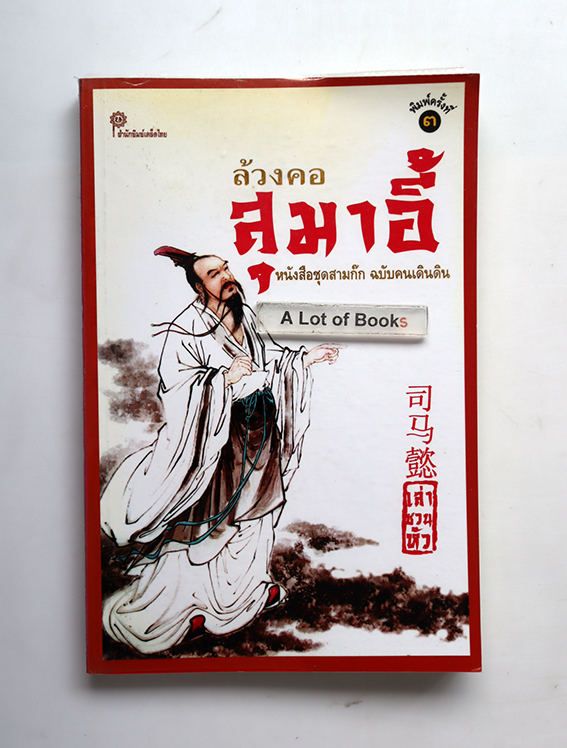 สำนักพิมพ์เคล็ดไทย
พิมพ์ครั้งที่
๓
ล้วงคอ
สุมาอี้
หนังสือชุดสามก๊ก ฉบับคนเดินดิน
A Lot of Books
司马懿
เล่า
ชวน
หัว